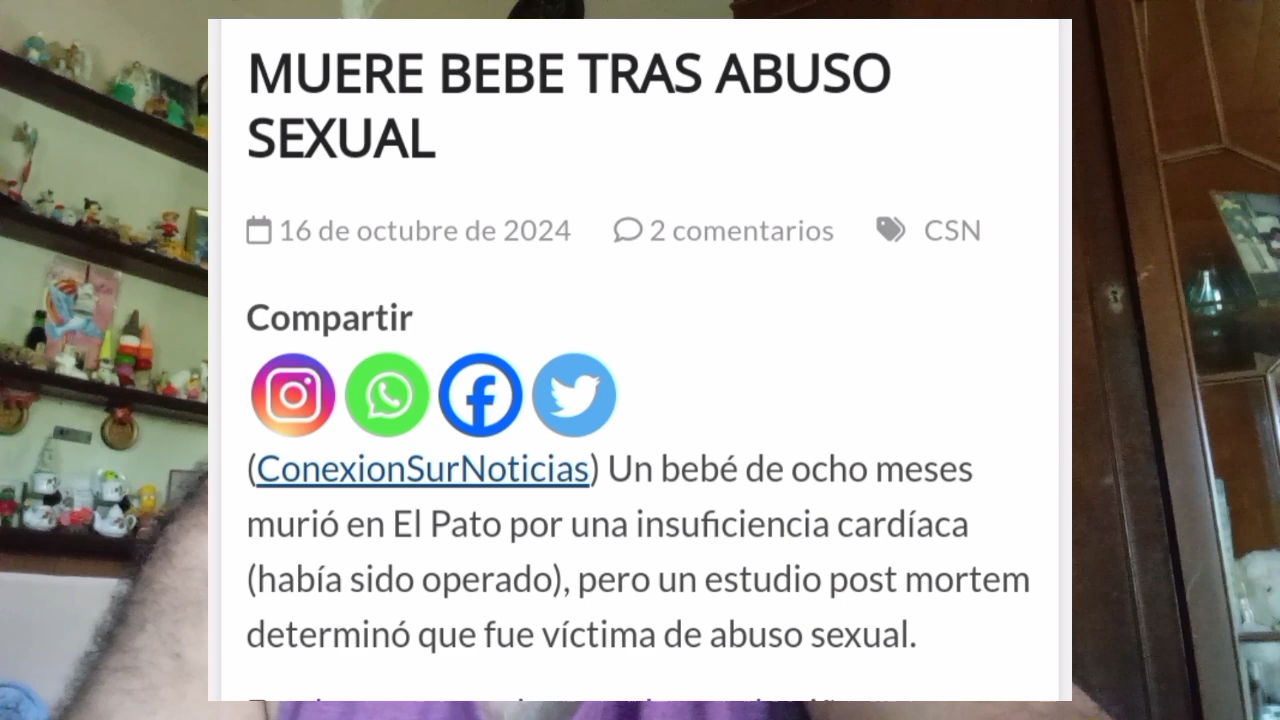 MUERE BEBE TRAS ABUSO
SEXUAL
16 de octubre de 2024 2 comentarios CSN
Compartir
(ConexionSurNoticias) Un bebé de ocho meses
murió en El Pato por una insuficiencia cardíaca
(había sido operado), pero un estudio post mortem
determinó que fue víctima de abuso sexual.